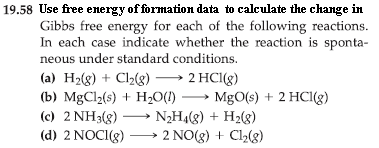 19.58 Use free energy of formation data to calculate the change in
Gibbs free energy for each of the following reactions.
In each case indicate whether the reaction is sponta-
neous under standard conditions.
(a) H₂(g) + Cl₂(g) ⟶ 2 HCl(g)
(b) MgCl₂(s) + H₂O(l) ⟶ MgO(s) + 2 HCl(g)
(c) 2 NH₃(g) ⟶ N₂H₄(g) + H₂(g)
(d) 2 NOCl(g) ⟶ 2 NO(g) + Cl₂(g)